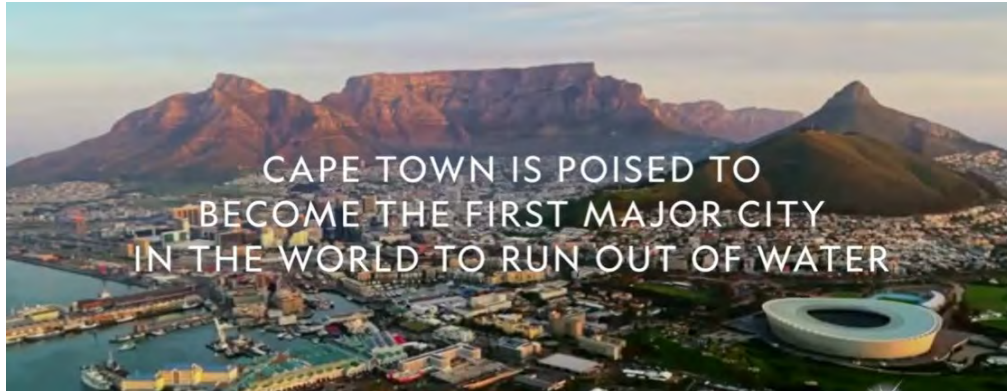 CAPE TOWN IS POISED TO
BECOME THE FIRST MAJOR CITY
IN THE WORLD TO RUN OUT OF WATER